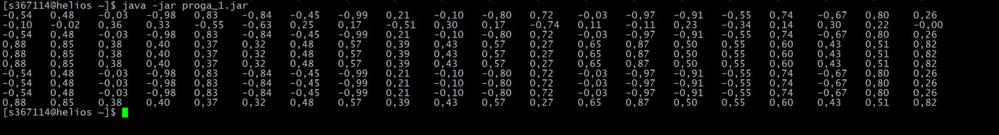 [s367114@helios ~]$ java -jar proga_1.jar
-0,54 0,48 -0,03 -0,98 0,83 -0,84 -0,45 -0,99 0,21 -0,10 -0,80 0,72 -0,03 -0,97 -0,91 -0,55 0,74 -0,67 0,80 0,26
-0,10 -0,02 0,36 0,33 -0,55 -0,63 0,25 0,17 -0,51 0,30 0,17 -0,74 0,11 -0,11 0,23 -0,34 0,14 0,30 0,22 -0,00
-0,54 0,48 -0,03 -0,98 0,83 -0,84 -0,45 -0,99 0,21 -0,10 -0,80 0,72 -0,03 -0,97 -0,91 -0,55 0,74 -0,67 0,80 0,26
0,88 0,85 0,38 0,40 0,37 0,32 0,48 0,57 0,39 0,43 0,57 0,27 0,65 0,87 0,50 0,55 0,60 0,43 0,51 0,82
0,88 0,85 0,38 0,40 0,37 0,32 0,48 0,57 0,39 0,43 0,57 0,27 0,65 0,87 0,50 0,55 0,60 0,43 0,51 0,82
0,88 0,85 0,38 0,40 0,37 0,32 0,48 0,57 0,39 0,43 0,57 0,27 0,65 0,87 0,50 0,55 0,60 0,43 0,51 0,82
-0,54 0,48 -0,03 -0,98 0,83 -0,84 -0,45 -0,99 0,21 -0,10 -0,80 0,72 -0,03 -0,97 -0,91 -0,55 0,74 -0,67 0,80 0,26
-0,54 0,48 -0,03 -0,98 0,83 -0,84 -0,45 -0,99 0,21 -0,10 -0,80 0,72 -0,03 -0,97 -0,91 -0,55 0,74 -0,67 0,80 0,26
-0,54 0,48 -0,03 -0,98 0,83 -0,84 -0,45 -0,99 0,21 -0,10 -0,80 0,72 -0,03 -0,97 -0,91 -0,55 0,74 -0,67 0,80 0,26
0,88 0,85 0,38 0,40 0,37 0,32 0,48 0,57 0,39 0,43 0,57 0,27 0,65 0,87 0,50 0,55 0,60 0,43 0,51 0,82
[s367114@helios ~]$